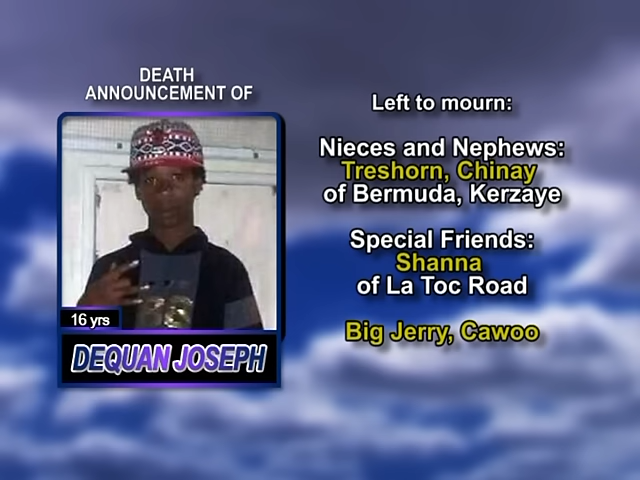 DEATH
ANNOUNCEMENT OF
16 yrs
DEQUAN JOSEPH
Left to mourn:
Nieces and Nephews:
Treshorn, Chinay
of Bermuda, Kerzaye
Special Friends:
Shanna
of La Toc Road
Big Jerry, Cawoo